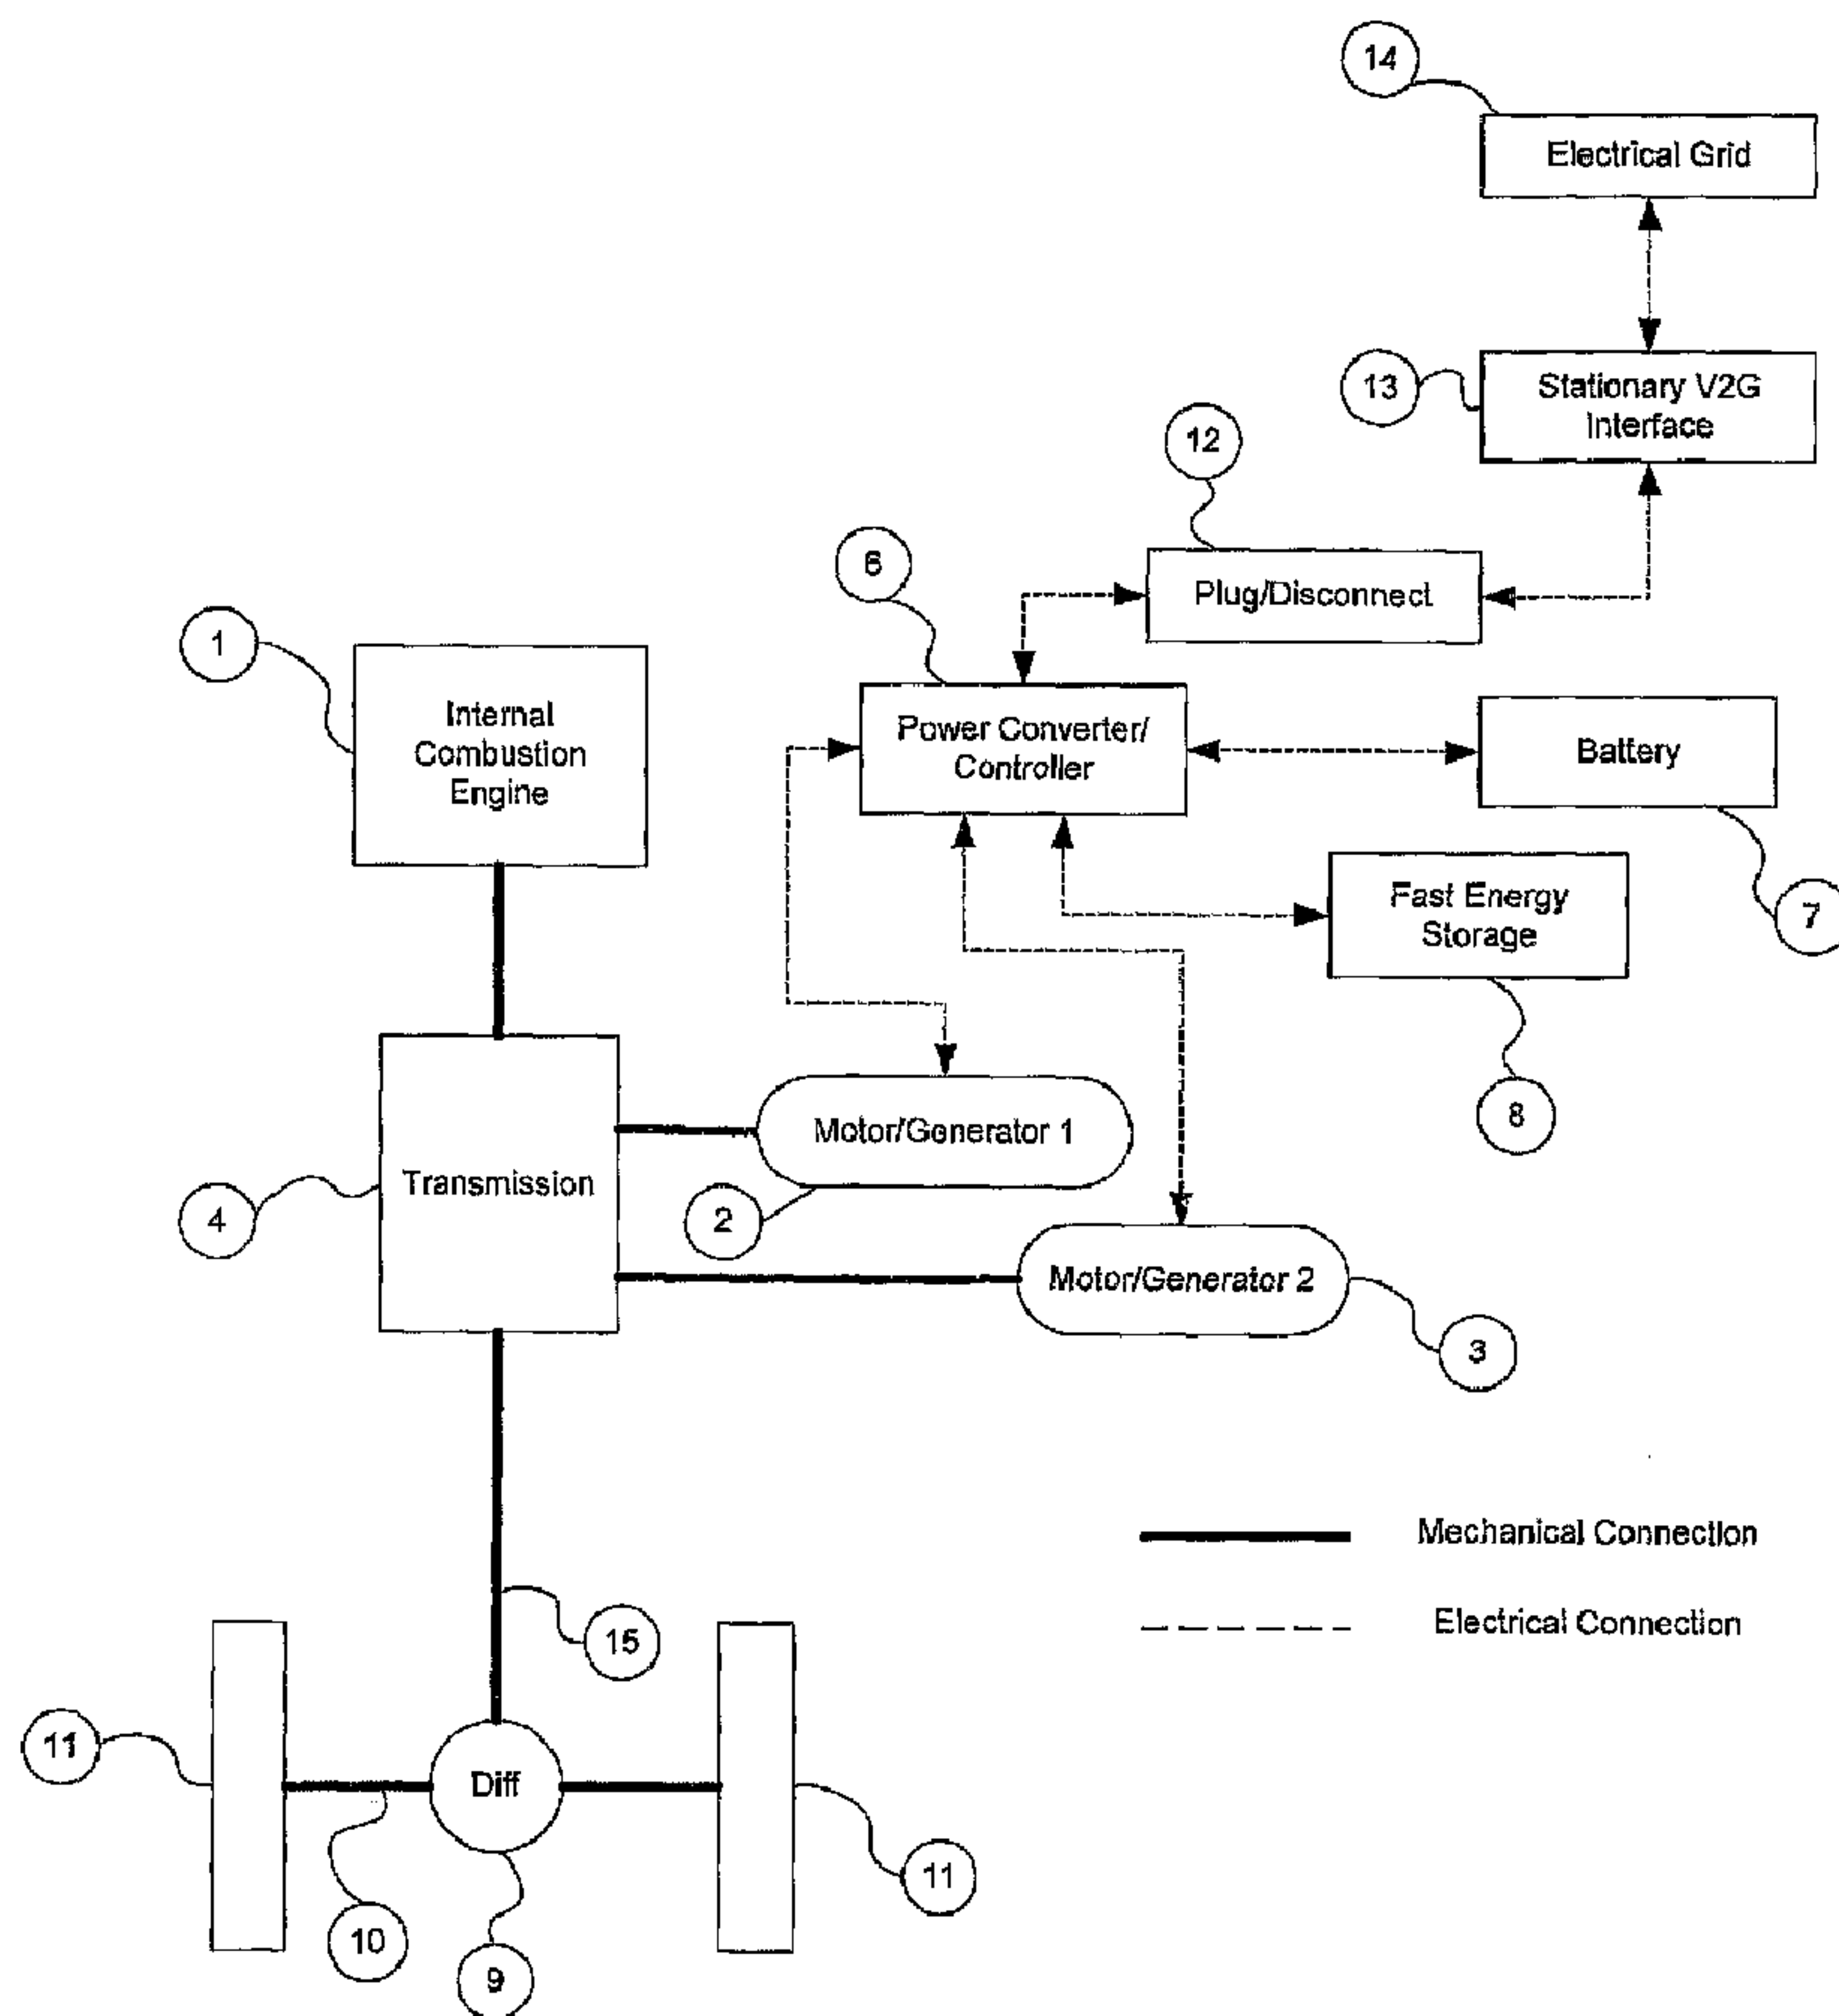 14
Electrical Grid
13
Stationary V2G
Interface
12
6
Plug/Disconnect
1
Internal
Combustion
Engine
Power Converter/
Controller
Battery
7
Fast Energy
Storage
8
Motor/Generator 1
Transmission
4
2
Motor/Generator 2
3
Mechanical Connection
Electrical Connection
15
11
Diff
11
10
9